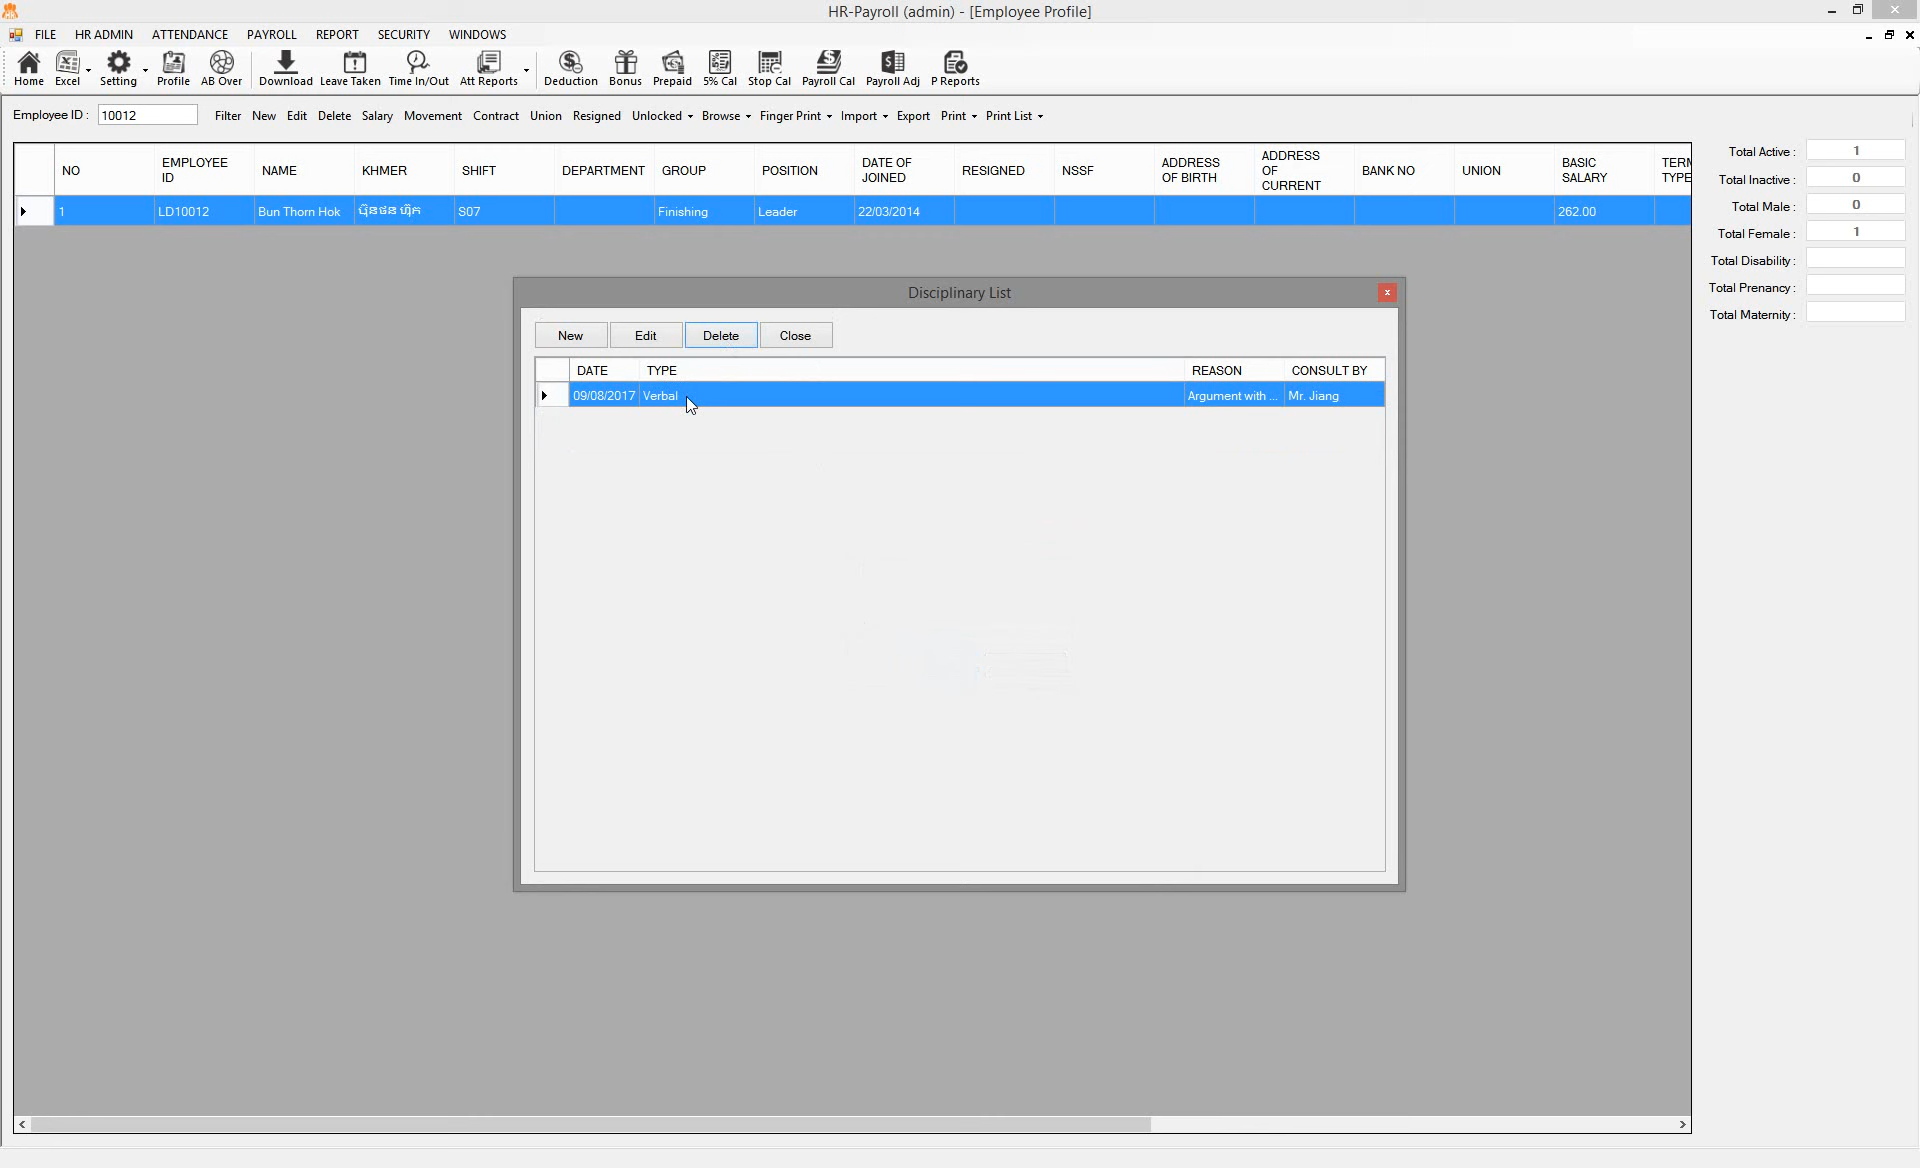 HR-Payroll (admin) - [Employee Profile]
FILE HR ADMIN ATTENDANCE PAYROLL REPORT SECURITY WINDOWS
Home Excel Setting Profile AB Over Download Leave Taken Time In/Out Att Reports Deduction Bonus Prepaid 5% Cal Stop Cal Payroll Cal Payroll Adj P Reports
Employee ID : 10012 Filter New Edit Delete Salary Movement Contract Union Resigned Unlocked Browse Finger Print Import Export Print Print List
NO EMPLOYEE ID NAME KHMER SHIFT DEPARTMENT GROUP POSITION DATE OF JOINED RESIGNED NSSF ADDRESS OF BIRTH ADDRESS OF CURRENT BANK NO UNION BASIC SALARY TERM TYPE
1 LD10012 Bun Thorn Hok S07 Finishing Leader 22/03/2014 262.00
Total Active : 1
Total Inactive : 0
Total Male : 0
Total Female : 1
Total Disability :
Total Prenancy :
Total Maternity :
Disciplinary List
New Edit Delete Close
DATE TYPE REASON CONSULT BY
09/08/2017 Verbal Argument with ... Mr. Jiang